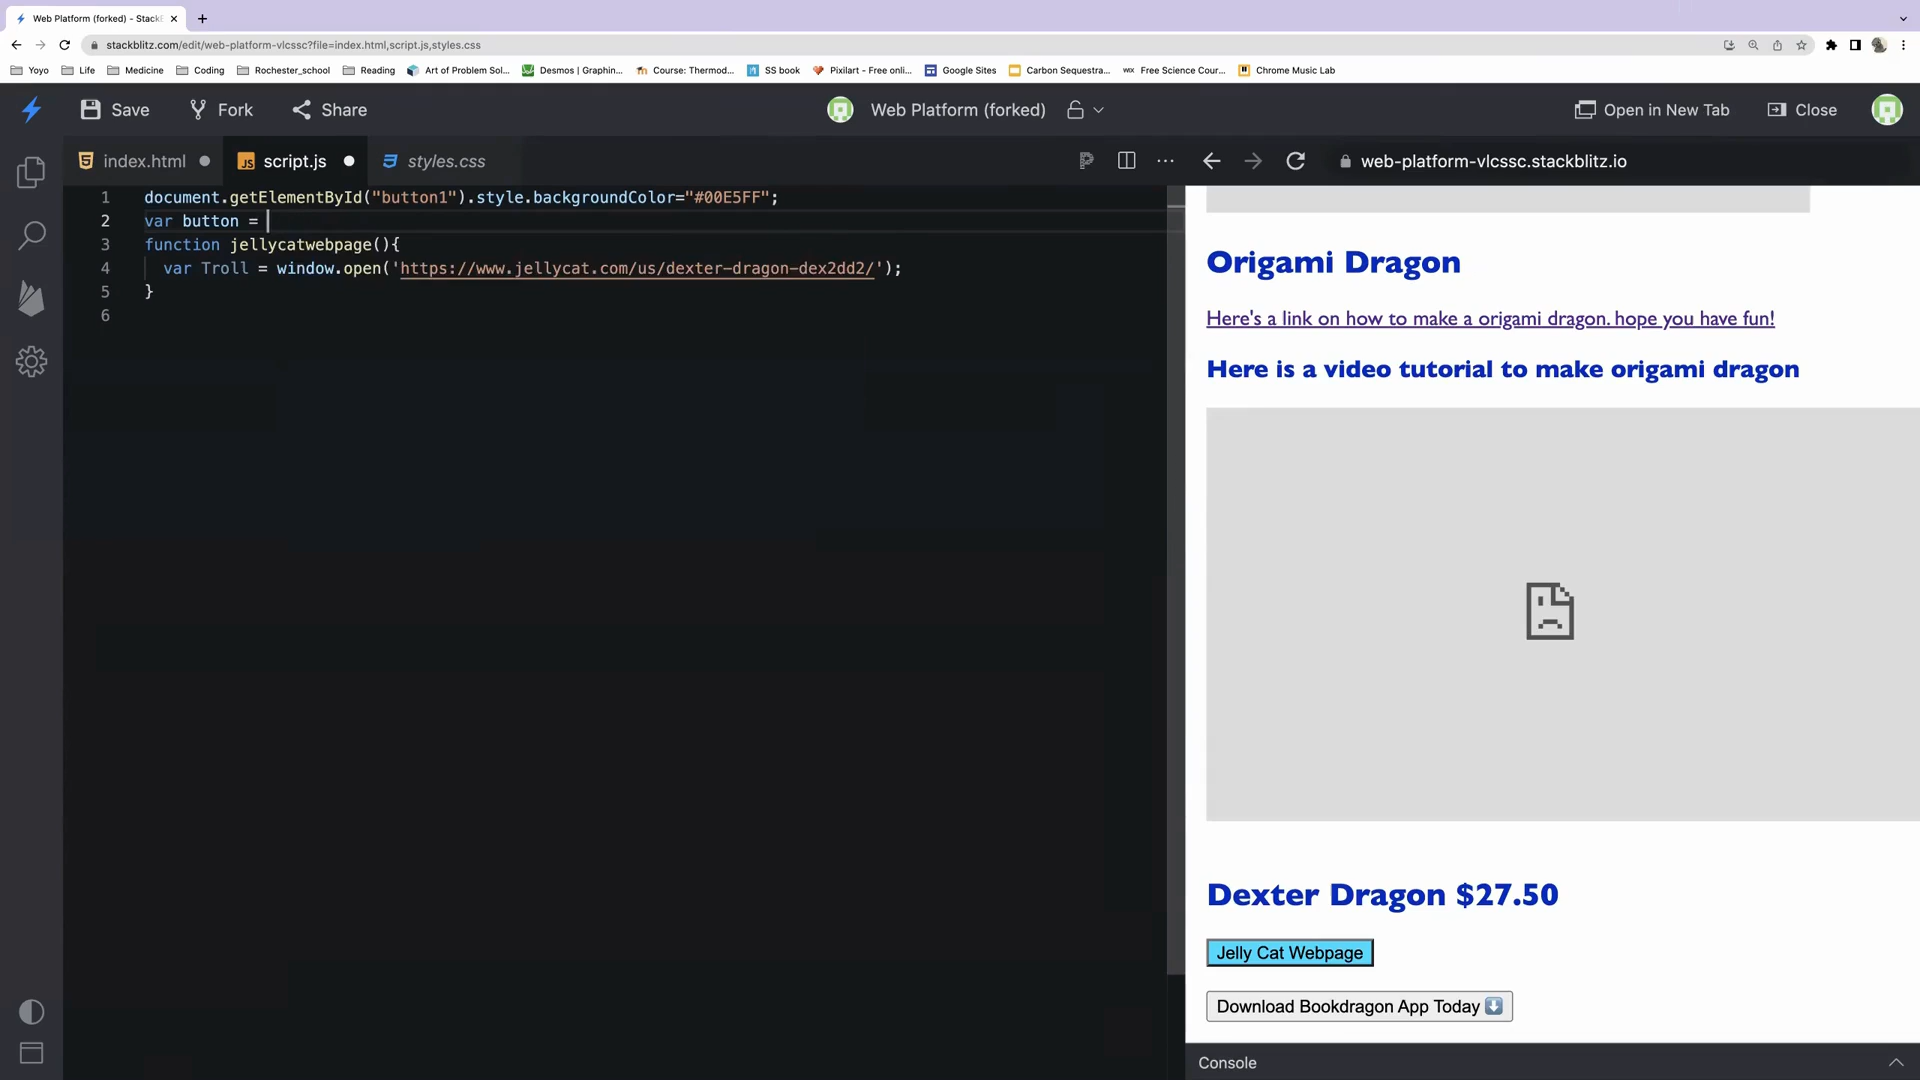 Web Platform (forked) - StackB
stackblitz.com/edit/web-platform-vlcssc?file=index.html,script.js,styles.css
Yoyo Life Medicine Coding Rochester_school Reading Art of Problem Sol... Desmos | Graphin... Course: Thermod... SS book Pixilart - Free onli... Google Sites Carbon Sequestra... WIX Free Science Cour... Chrome Music Lab
Save Fork Share Web Platform (forked) Open in New Tab Close
index.html JS script.js styles.css web-platform-vlcssc.stackblitz.io
1 document.getElementById("button1").style.backgroundColor="#00E5FF";
2 var button =
3 function jellycatwebpage(){
4 var Troll = window.open('https://www.jellycat.com/us/dexter-dragon-dex2dd2/');
5 }
6
Origami Dragon
Here's a link on how to make a origami dragon. hope you have fun!
Here is a video tutorial to make origami dragon
Dexter Dragon $27.50
Jelly Cat Webpage
Download Bookdragon App Today ⬇️
Console